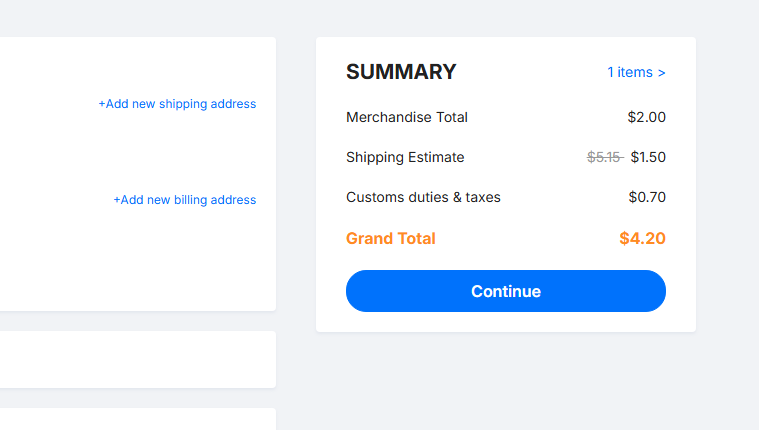 SUMMARY 1 items >
+Add new shipping address
Merchandise Total $2.00
Shipping Estimate $5.15 $1.50
+Add new billing address
Customs duties & taxes $0.70
Grand Total $4.20
Continue